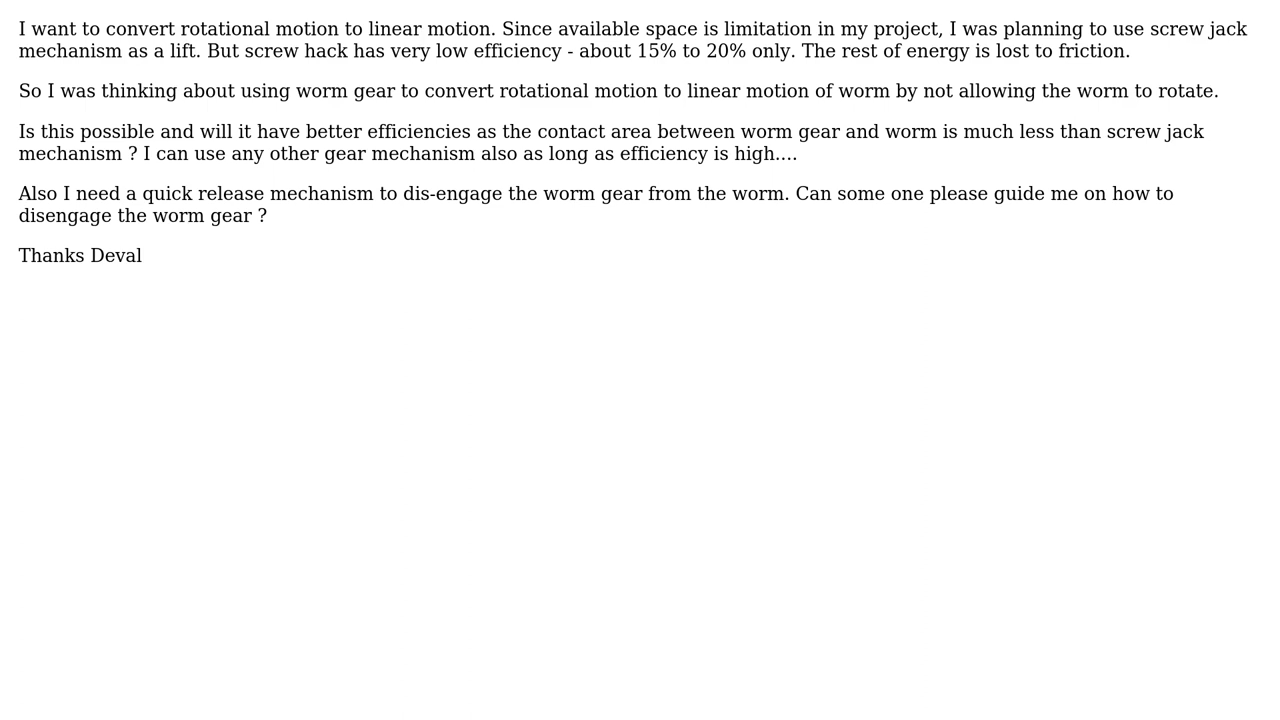 I want to convert rotational motion to linear motion. Since available space is limitation in my project, I was planning to use screw jack
mechanism as a lift. But screw hack has very low efficiency - about 15% to 20% only. The rest of energy is lost to friction.
So I was thinking about using worm gear to convert rotational motion to linear motion of worm by not allowing the worm to rotate.
Is this possible and will it have better efficiencies as the contact area between worm gear and worm is much less than screw jack
mechanism ? I can use any other gear mechanism also as long as efficiency is high....
Also I need a quick release mechanism to dis-engage the worm gear from the worm. Can some one please guide me on how to
disengage the worm gear ?
Thanks Deval